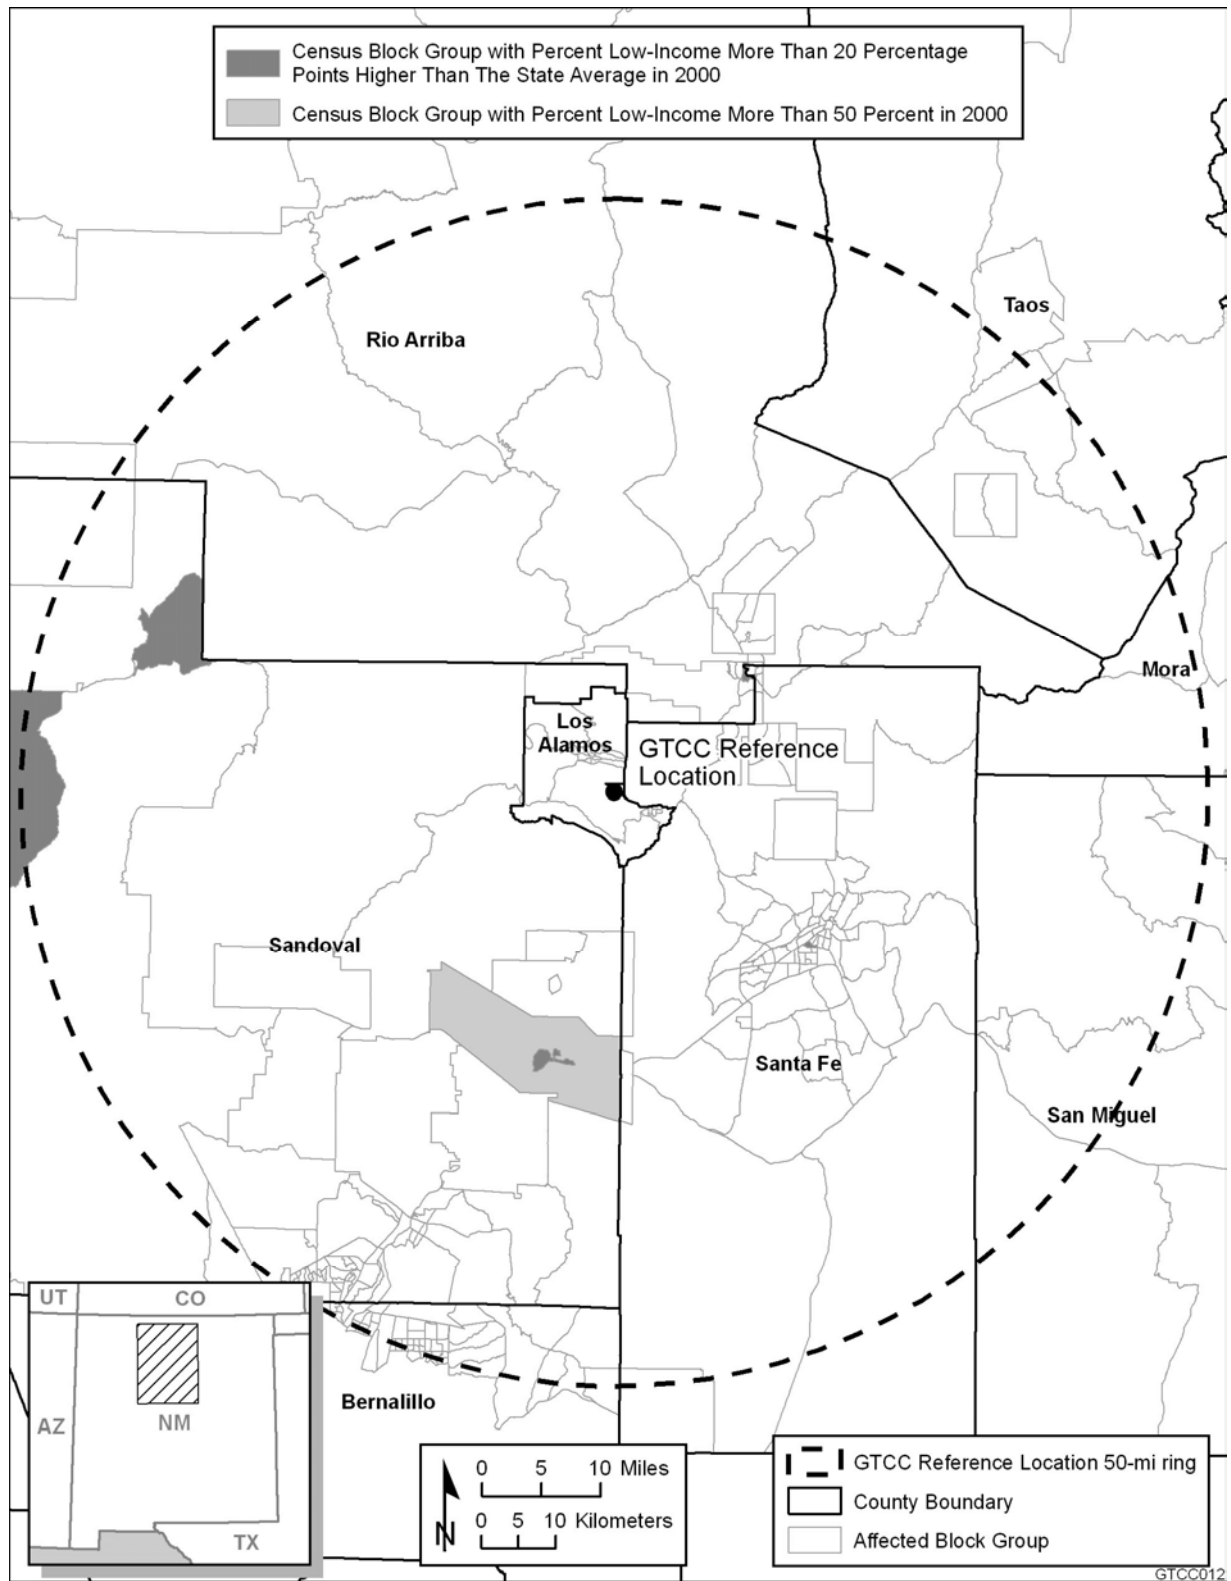 Census Block Group with Percent Low-Income More Than 20 Percentage
Points Higher Than The State Average in 2000
Census Block Group with Percent Low-Income More Than 50 Percent in 2000
Taos
Rio Arriba
Mora
Los
Alamos
GTCC Reference
Location
Sandoval
Santa Fe
San Miguel
UT
CO
AZ
NM
TX
Bernalillo
0 5 10 Miles
0 5 10 Kilometers
N
GTCC Reference Location 50-mi ring
County Boundary
Affected Block Group
GTCC012